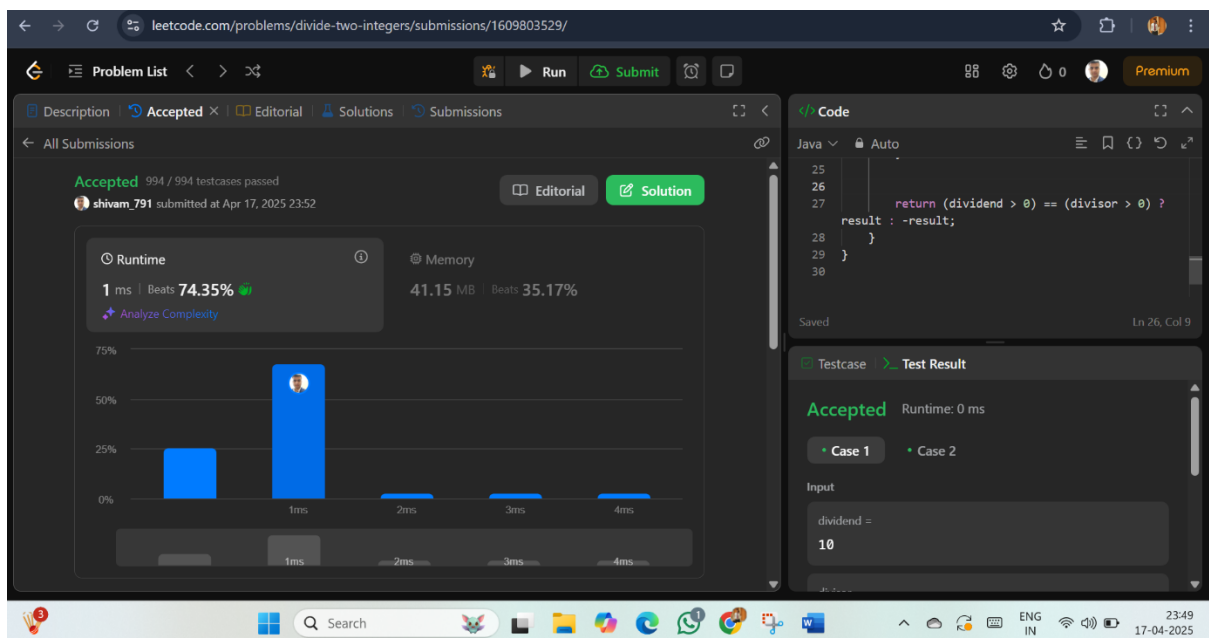 leetcode.com/problems/divide-two-integers/submissions/1609803529/
Problem List
Run
Submit
0
Premium
Description
Accepted
Editorial
Solutions
Submissions
All Submissions
Accepted 994 / 994 testcases passed
shivam_791 submitted at Apr 17, 2025 23:52
Editorial
Solution
Runtime
1 ms Beats 74.35%
Analyze Complexity
Memory
41.15 MB Beats 35.17%
75%
50%
25%
0%
1ms 2ms 3ms 4ms
1ms 2ms 3ms 4ms
</> Code
Java Auto
25
26
27 return (dividend > 0) == (divisor > 0) ?
result : -result;
28 }
29 }
30
Saved Ln 26, Col 9
Testcase >_ Test Result
Accepted Runtime: 0 ms
• Case 1 • Case 2
Input
dividend =
10
3
Search
1
ENG
IN
23:49
17-04-2025